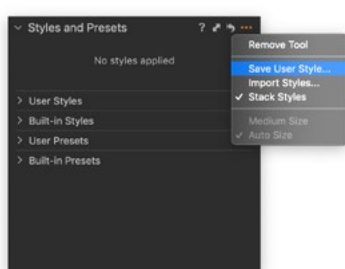 Styles and Presets ?
No styles applied
User Styles
Built-in Styles
User Presets
Built-in Presets
Remove Tool
Save User Style...
Import Styles...
Stack Styles
Medium Size
Auto Size